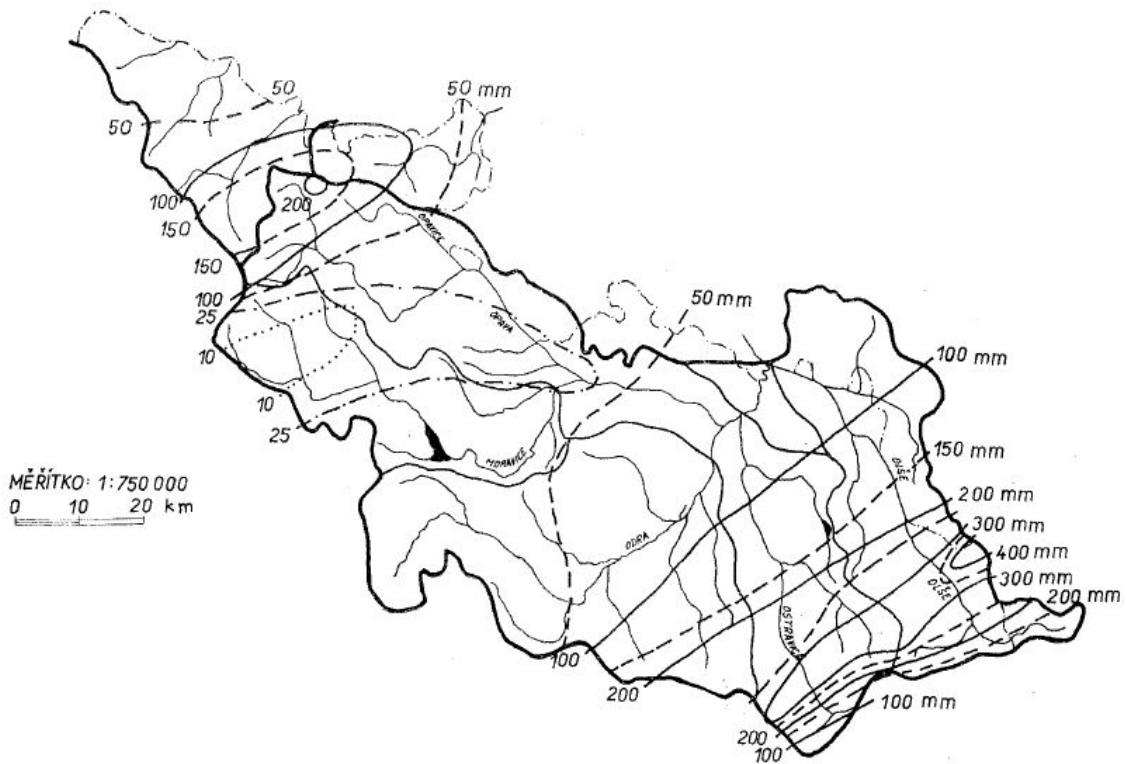 50
50 mm
50
100
150
200
OPAVICE
150
100
50 mm
25
OPAVA
10
100 mm
10
25
MORAVICE
OLŠE
150 mm
MĚŘÍTKO: 1:750 000
0 10 20 km
200 mm
300 mm
ODRA
400 mm
OLŠE
300 mm
200 mm
OSTRAVICE
100
200
100 mm
200
100